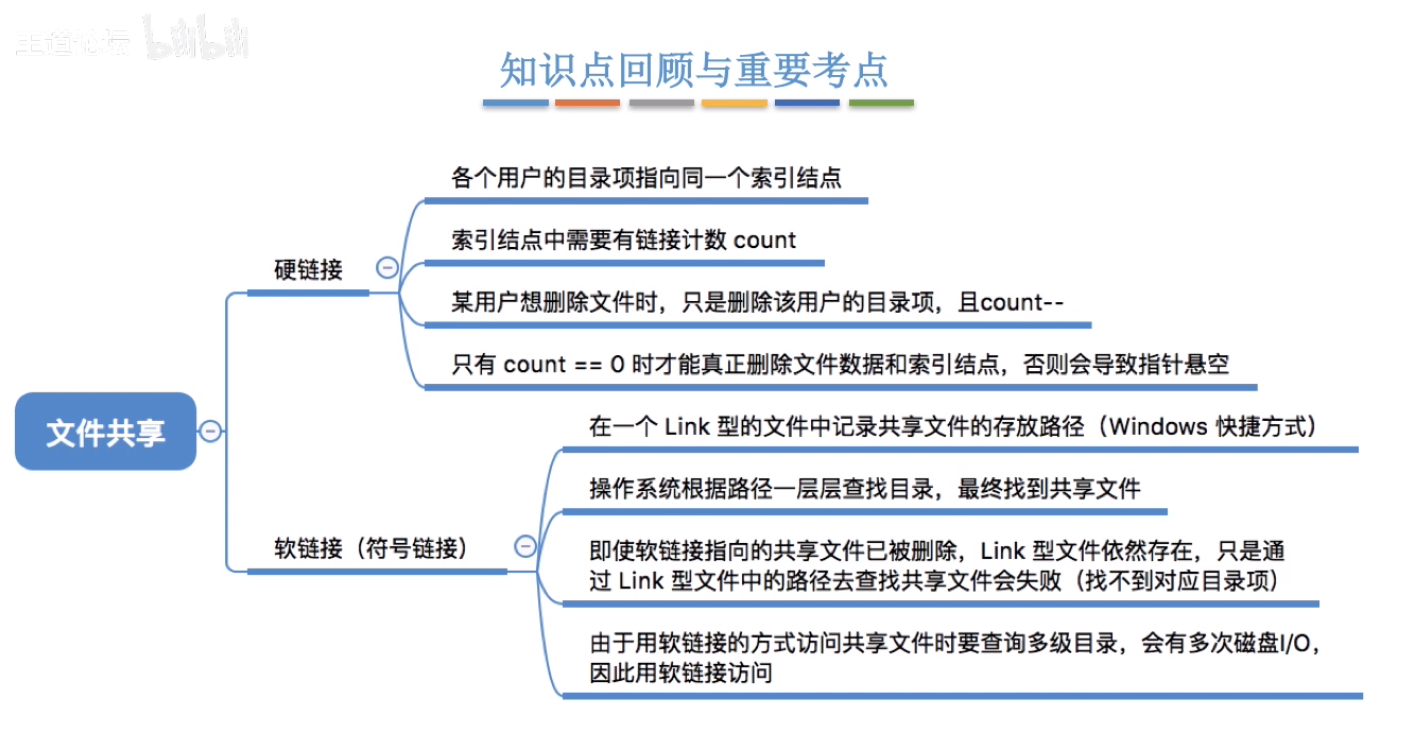 王道论坛 bilibili
知识点回顾与重要考点
各个用户的目录项指向同一个索引结点
索引结点中需要有链接计数 count
硬链接
某用户想删除文件时，只是删除该用户的目录项，且count--
只有 count == 0 时才能真正删除文件数据和索引结点，否则会导致指针悬空
文件共享
在一个 Link 型的文件中记录共享文件的存放路径（Windows 快捷方式）
操作系统根据路径一层层查找目录，最终找到共享文件
软链接（符号链接）
即使软链接指向的共享文件已被删除，Link 型文件依然存在，只是通
过 Link 型文件中的路径去查找共享文件会失败（找不到对应目录项）
由于用软链接的方式访问共享文件时要查询多级目录，会有多次磁盘I/O，
因此用软链接访问